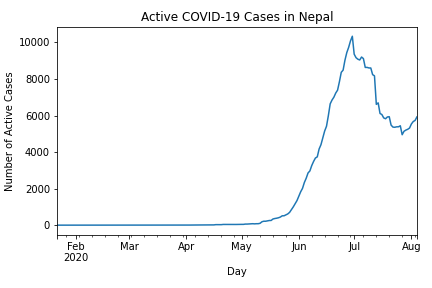 Active COVID-19 Cases in Nepal
Number of Active Cases
10000
8000
6000
4000
2000
0
Feb Mar Apr May Jun Jul Aug
2020
Day